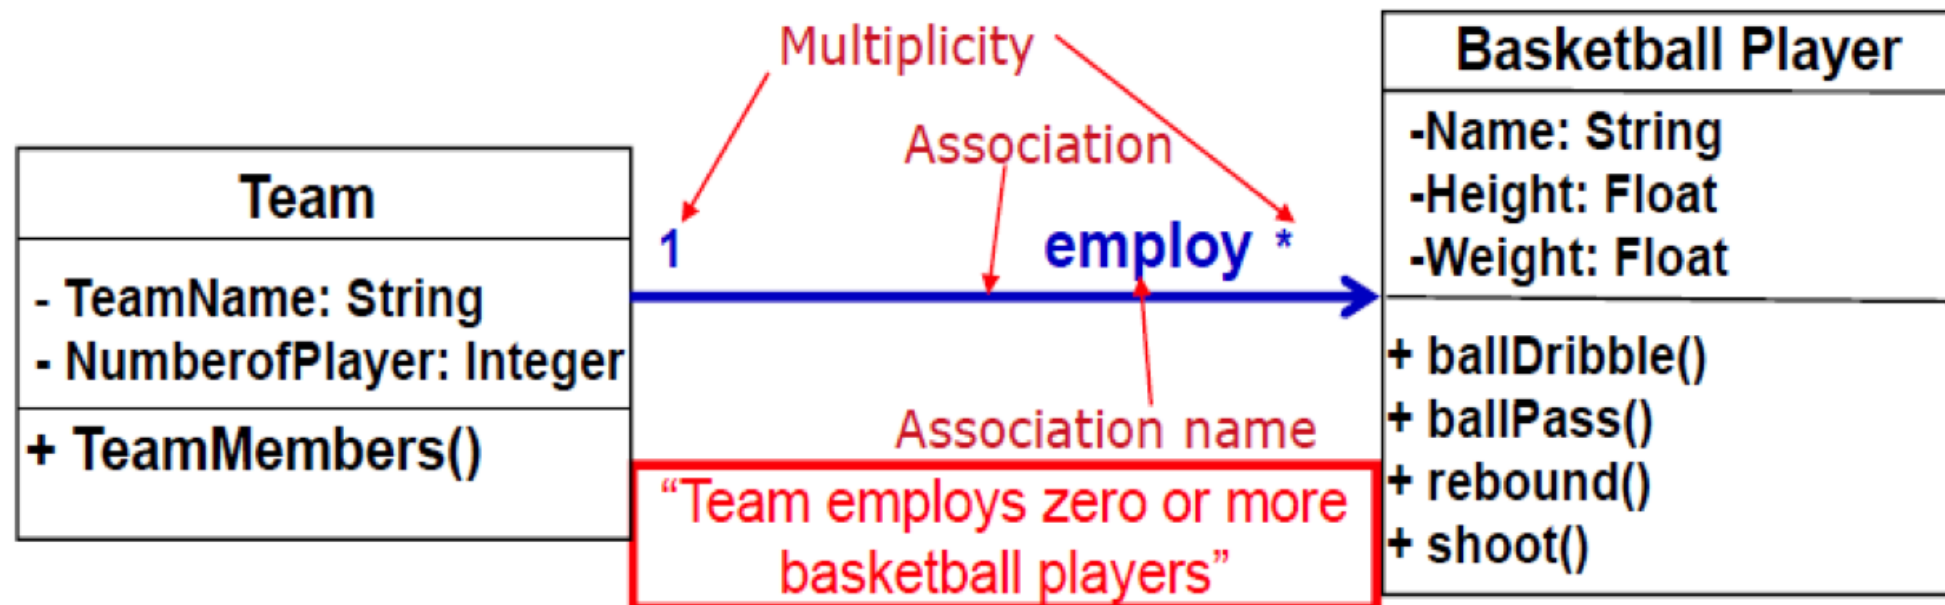 Multiplicity
Association
Team
- TeamName: String
- NumberofPlayer: Integer
+ TeamMembers()
1
employ *
Association name
“Team employs zero or more
basketball players”
Basketball Player
-Name: String
-Height: Float
-Weight: Float
+ ballDribble()
+ ballPass()
+ rebound()
+ shoot()